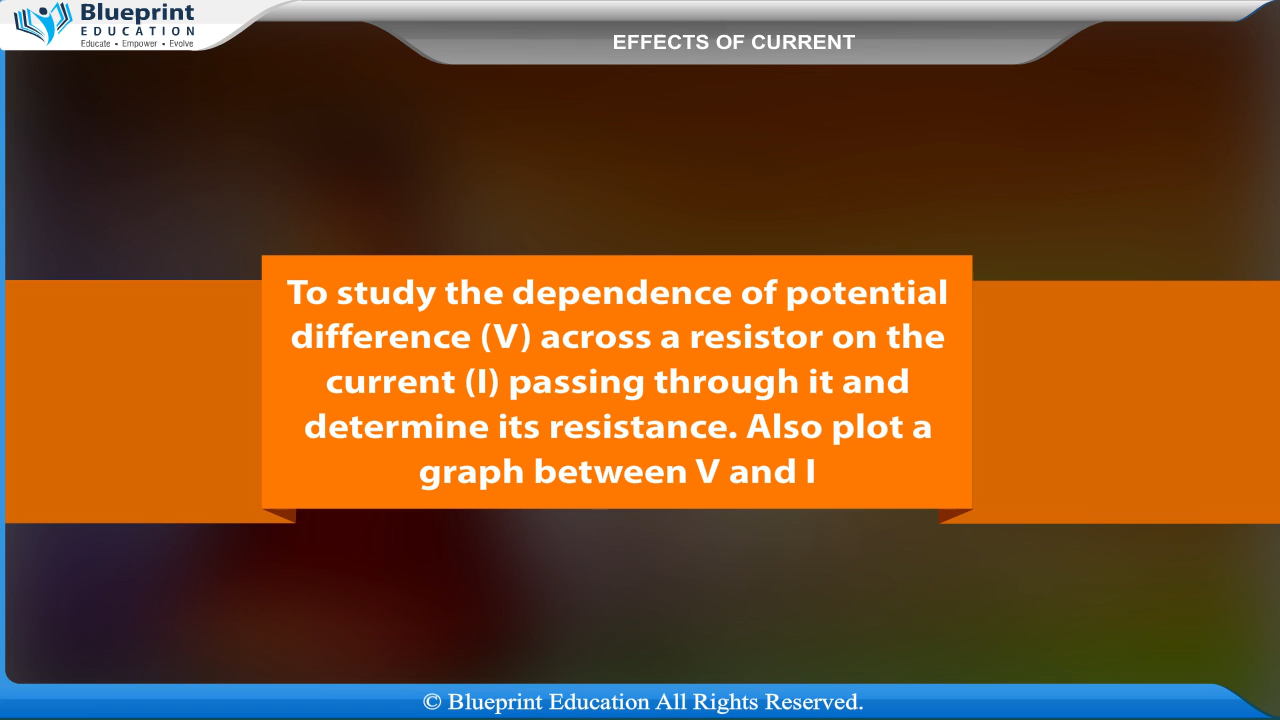 Blueprint
EDUCATION
Educate • Empower • Evolve
EFFECTS OF CURRENT
To study the dependence of potential
difference (V) across a resistor on the
current (I) passing through it and
determine its resistance. Also plot a
graph between V and I
© Blueprint Education All Rights Reserved.